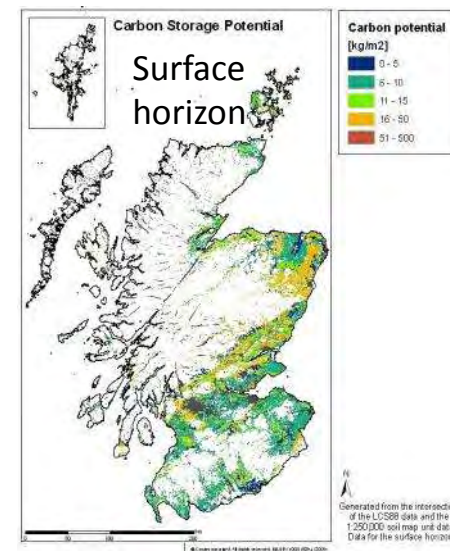 Carbon Storage Potential
Surface
horizon
Carbon potential
[kg/m2]
0 - 5
6 - 10
11 - 15
16 - 50
51 - 500
N
Generated from the intersection
of the LCS88 data and the
1:250,000 soil map unit data
Data for the surface horizon